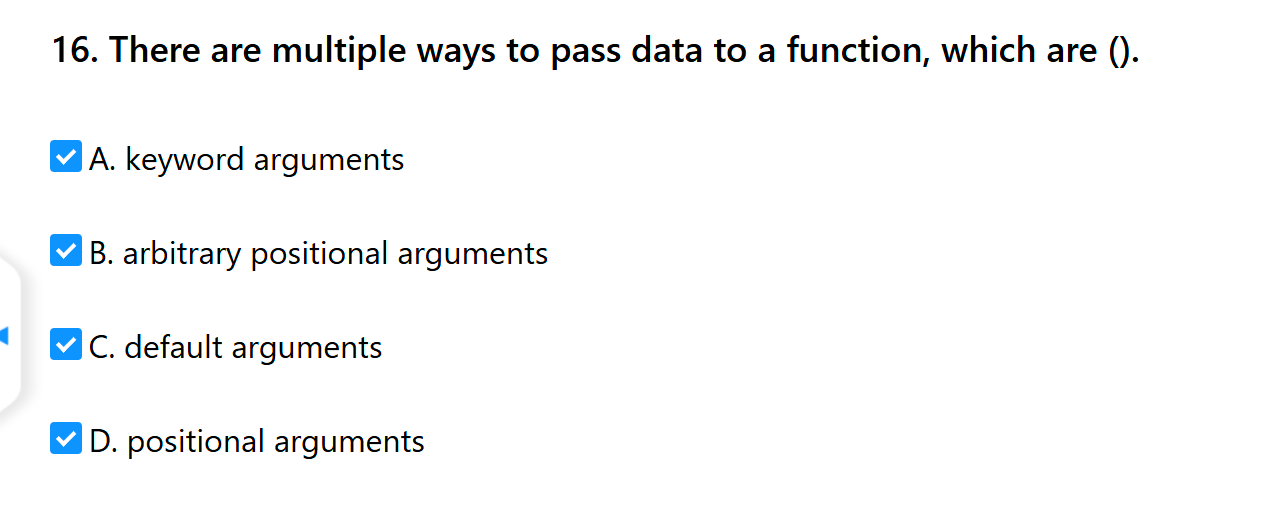 16. There are multiple ways to pass data to a function, which are ().
A. keyword arguments
B. arbitrary positional arguments
C. default arguments
D. positional arguments